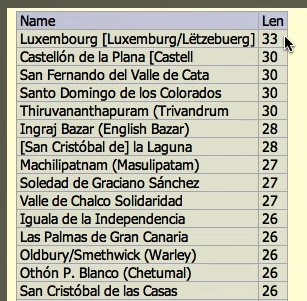 Name Len
Luxembourg [Luxemburg/Lëtzebuerg] 33
Castellón de la Plana [Castell 30
San Fernando del Valle de Cata 30
Santo Domingo de los Colorados 30
Thiruvananthapuram (Trivandrum 30
Ingraj Bazar (English Bazar) 28
[San Cristóbal de] la Laguna 28
Machilipatnam (Masulipatam) 27
Soledad de Graciano Sánchez 27
Valle de Chalco Solidaridad 27
Iguala de la Independencia 26
Las Palmas de Gran Canaria 26
Oldbury/Smethwick (Warley) 26
Othón P. Blanco (Chetumal) 26
San Cristóbal de las Casas 26